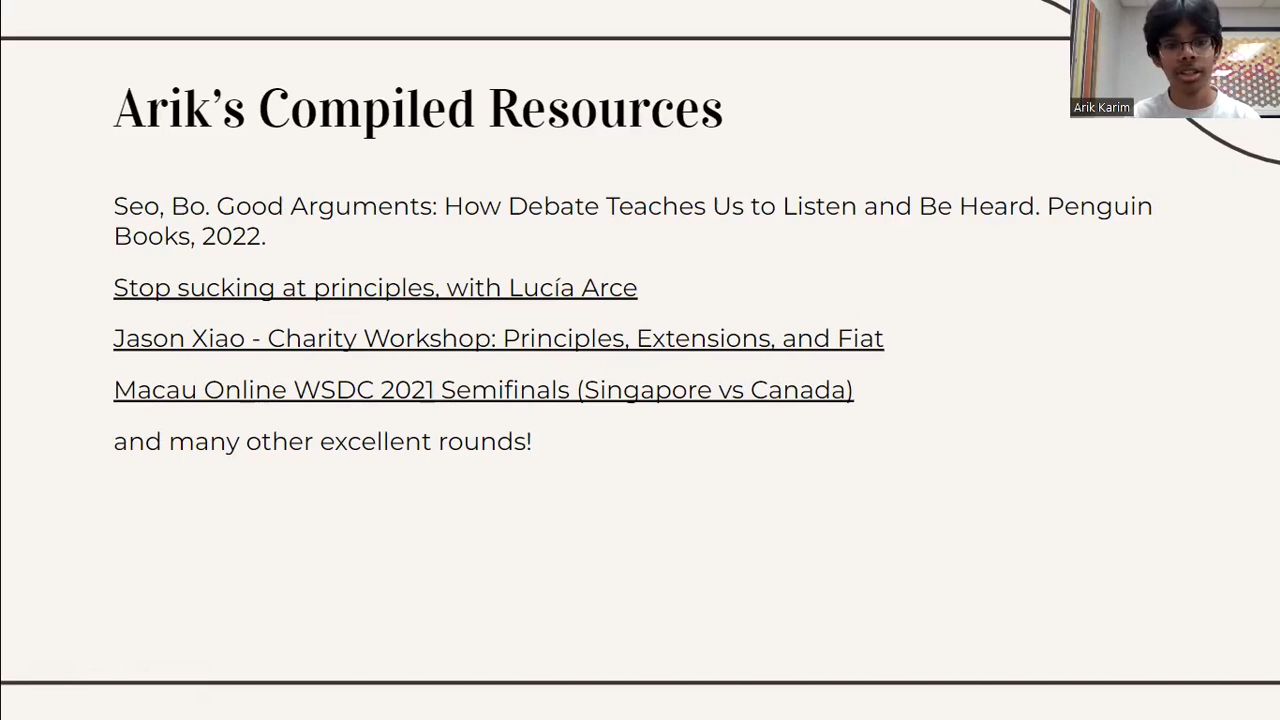 Arik’s Compiled Resources
Seo, Bo. Good Arguments: How Debate Teaches Us to Listen and Be Heard. Penguin
Books, 2022.
Stop sucking at principles, with Lucía Arce
Jason Xiao - Charity Workshop: Principles, Extensions, and Fiat
Macau Online WSDC 2021 Semifinals (Singapore vs Canada)
and many other excellent rounds!
Arik Karim